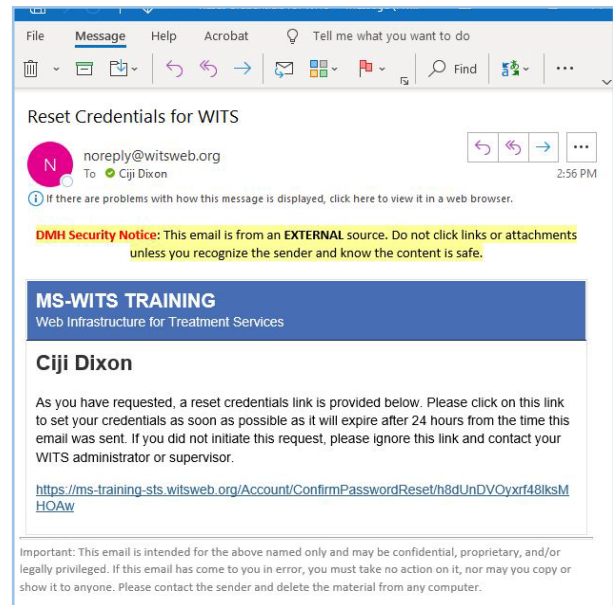 File Message Help Acrobat Tell me what you want to do
Find
Reset Credentials for WITS
N
noreply@witsweb.org
To Ciji Dixon
2:56 PM
If there are problems with how this message is displayed, click here to view it in a web browser.
DMH Security Notice: This email is from an EXTERNAL source. Do not click links or attachments
unless you recognize the sender and know the content is safe.
MS-WITS TRAINING
Web Infrastructure for Treatment Services
Ciji Dixon
As you have requested, a reset credentials link is provided below. Please click on this link
to set your credentials as soon as possible as it will expire after 24 hours from the time this
email was sent. If you did not initiate this request, please ignore this link and contact your
WITS administrator or supervisor.
https://ms-training-sts.witsweb.org/Account/ConfirmPasswordReset/h8dUnDVOyxrf48lksM
HOAw
Important: This email is intended for the above named only and may be confidential, proprietary, and/or
legally privileged. If this email has come to you in error, you must take no action on it, nor may you copy or
show it to anyone. Please contact the sender and delete the material from any computer.